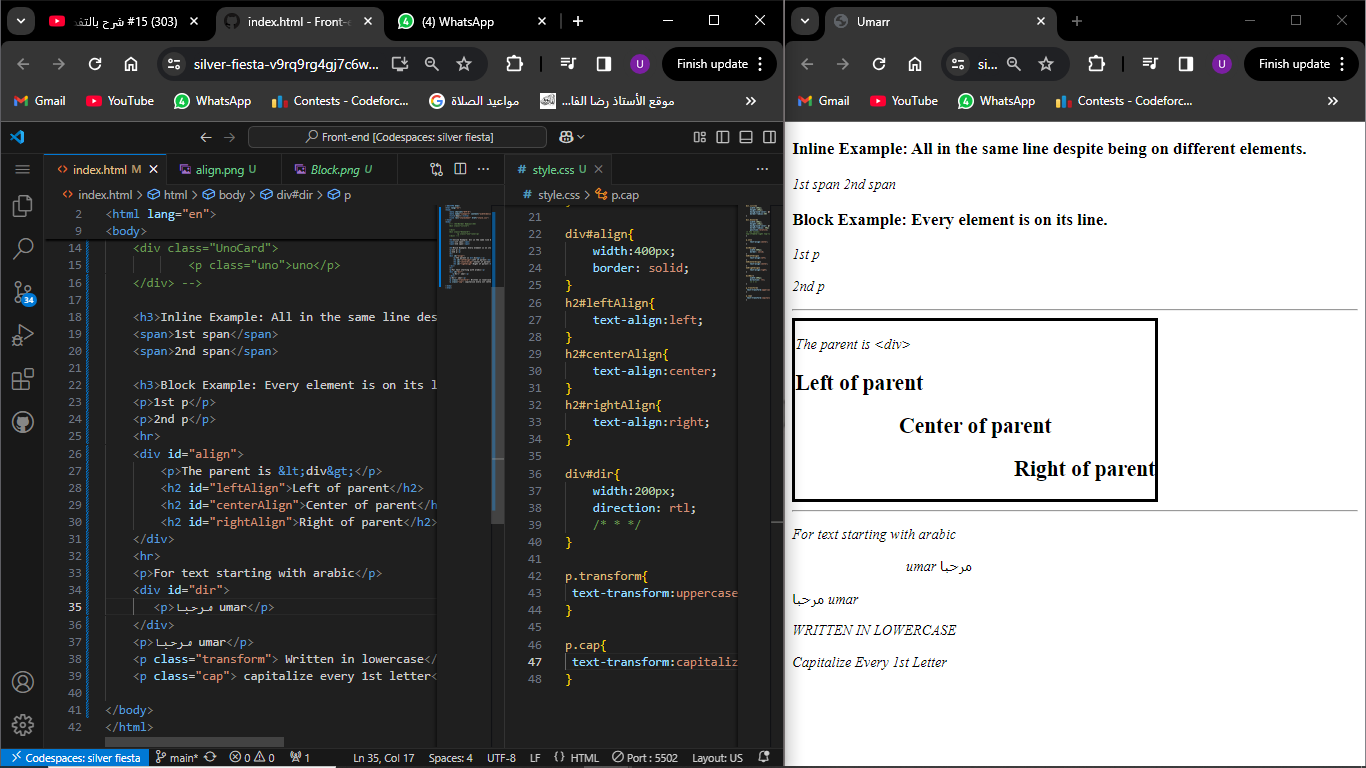 (303) #15 شرح بالتفد
index.html - Front-e
(4) WhatsApp
silver-fiesta-v9rq9rg4gj7c6w...
U
Finish update
Gmail
YouTube
WhatsApp
Contests - Codeforc...
مواعيد الصلاة
موقع الأستاذ رضا الفا...
»
Front-end [Codespaces: silver fiesta]
index.html M
align.png U
Block.png U
index.html > html > body > div#dir > p
34
2 <html lang="en">
9 <body>
14 <div class="UnoCard">
15 <p class="uno">uno</p>
16 </div> -->
17
18 <h3>Inline Example: All in the same line des
19 <span>1st span</span>
20 <span>2nd span</span>
21
22 <h3>Block Example: Every element is on its l
23 <p>1st p</p>
24 <p>2nd p</p>
25 <hr>
26 <div id="align">
27 <p>The parent is &lt;div&gt;</p>
28 <h2 id="leftAlign">Left of parent</h2>
29 <h2 id="centerAlign">Center of parent</h
30 <h2 id="rightAlign">Right of parent</h2>
31 </div>
32 <hr>
33 <p>For text starting with arabic</p>
34 <div id="dir">
35 <p>مرحبا umar</p>
36 </div>
37 <p>مرحبا umar</p>
38 <p class="transform"> Written in lowercase</
39 <p class="cap"> capitalize every 1st letter<
40
41 </body>
42 </html>
style.css U
style.css > p.cap
21
22 div#align{
23 width:400px;
24 border: solid;
25 }
26 h2#leftAlign{
27 text-align:left;
28 }
29 h2#centerAlign{
30 text-align:center;
31 }
32 h2#rightAlign{
33 text-align:right;
34 }
35
36 div#dir{
37 width:200px;
38 direction: rtl;
39 /* * */
40 }
41
42 p.transform{
43 text-transform:uppercase
44 }
45
46 p.cap{
47 text-transform:capitaliz
48 }
Codespaces: silver fiesta
main*
0
0
1
Ln 35, Col 17
Spaces: 4
UTF-8
LF
HTML
Port : 5502
Layout: US
Umarr
si...
U
Finish update
Gmail
YouTube
WhatsApp
Contests - Codeforc...
»
Inline Example: All in the same line despite being on different elements.
1st span 2nd span
Block Example: Every element is on its line.
1st p
2nd p
The parent is <div>
Left of parent
Center of parent
Right of parent
For text starting with arabic
مرحبا umar
مرحبا umar
WRITTEN IN LOWERCASE
Capitalize Every 1st Letter